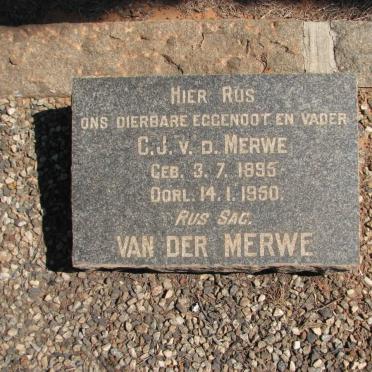 HIER RUS
ONS DIERBARE EGGENOOT EN VADER
C.J. V. D. MERWE
GEB. 3.7.1895
OORL. 14.1.1950.
RUS SAG.
VAN DER MERWE